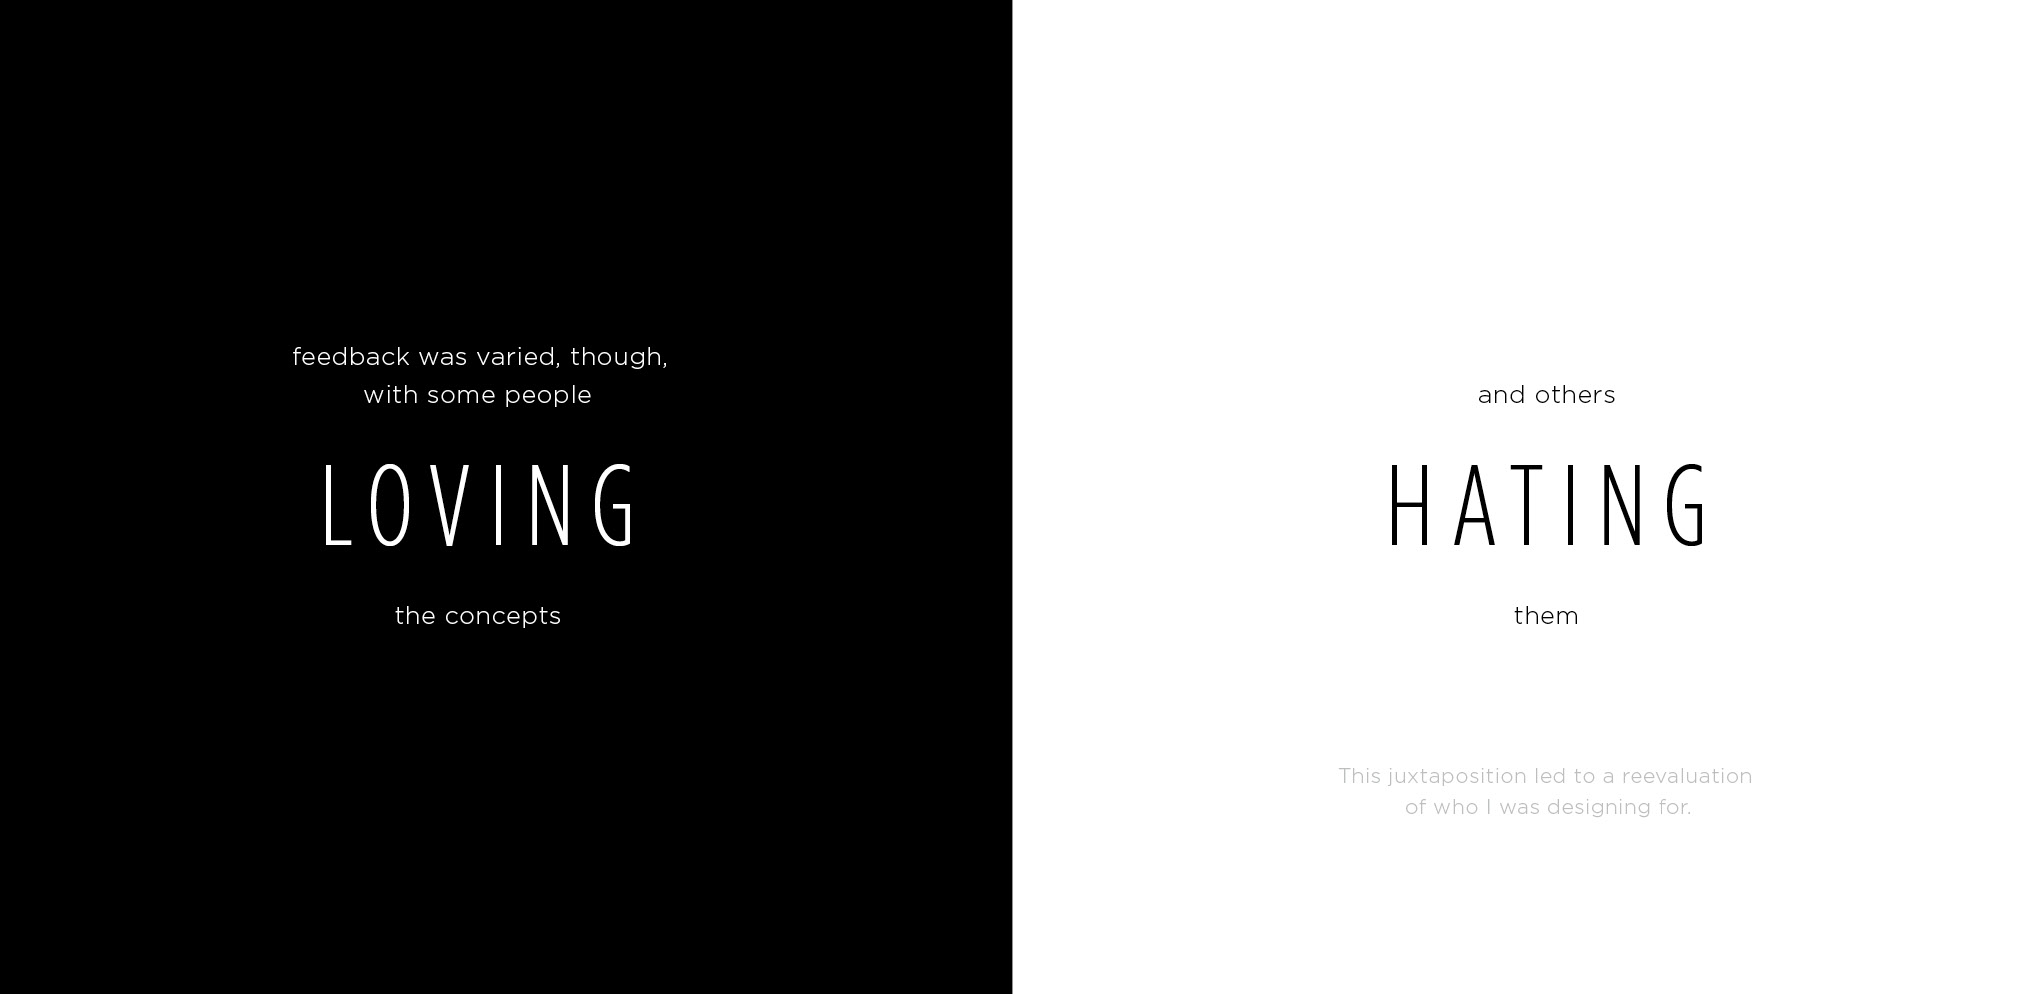 feedback was varied, though,
with some people
LOVING
the concepts
and others
HATING
them
This juxtaposition led to a reevaluation
of who I was designing for.